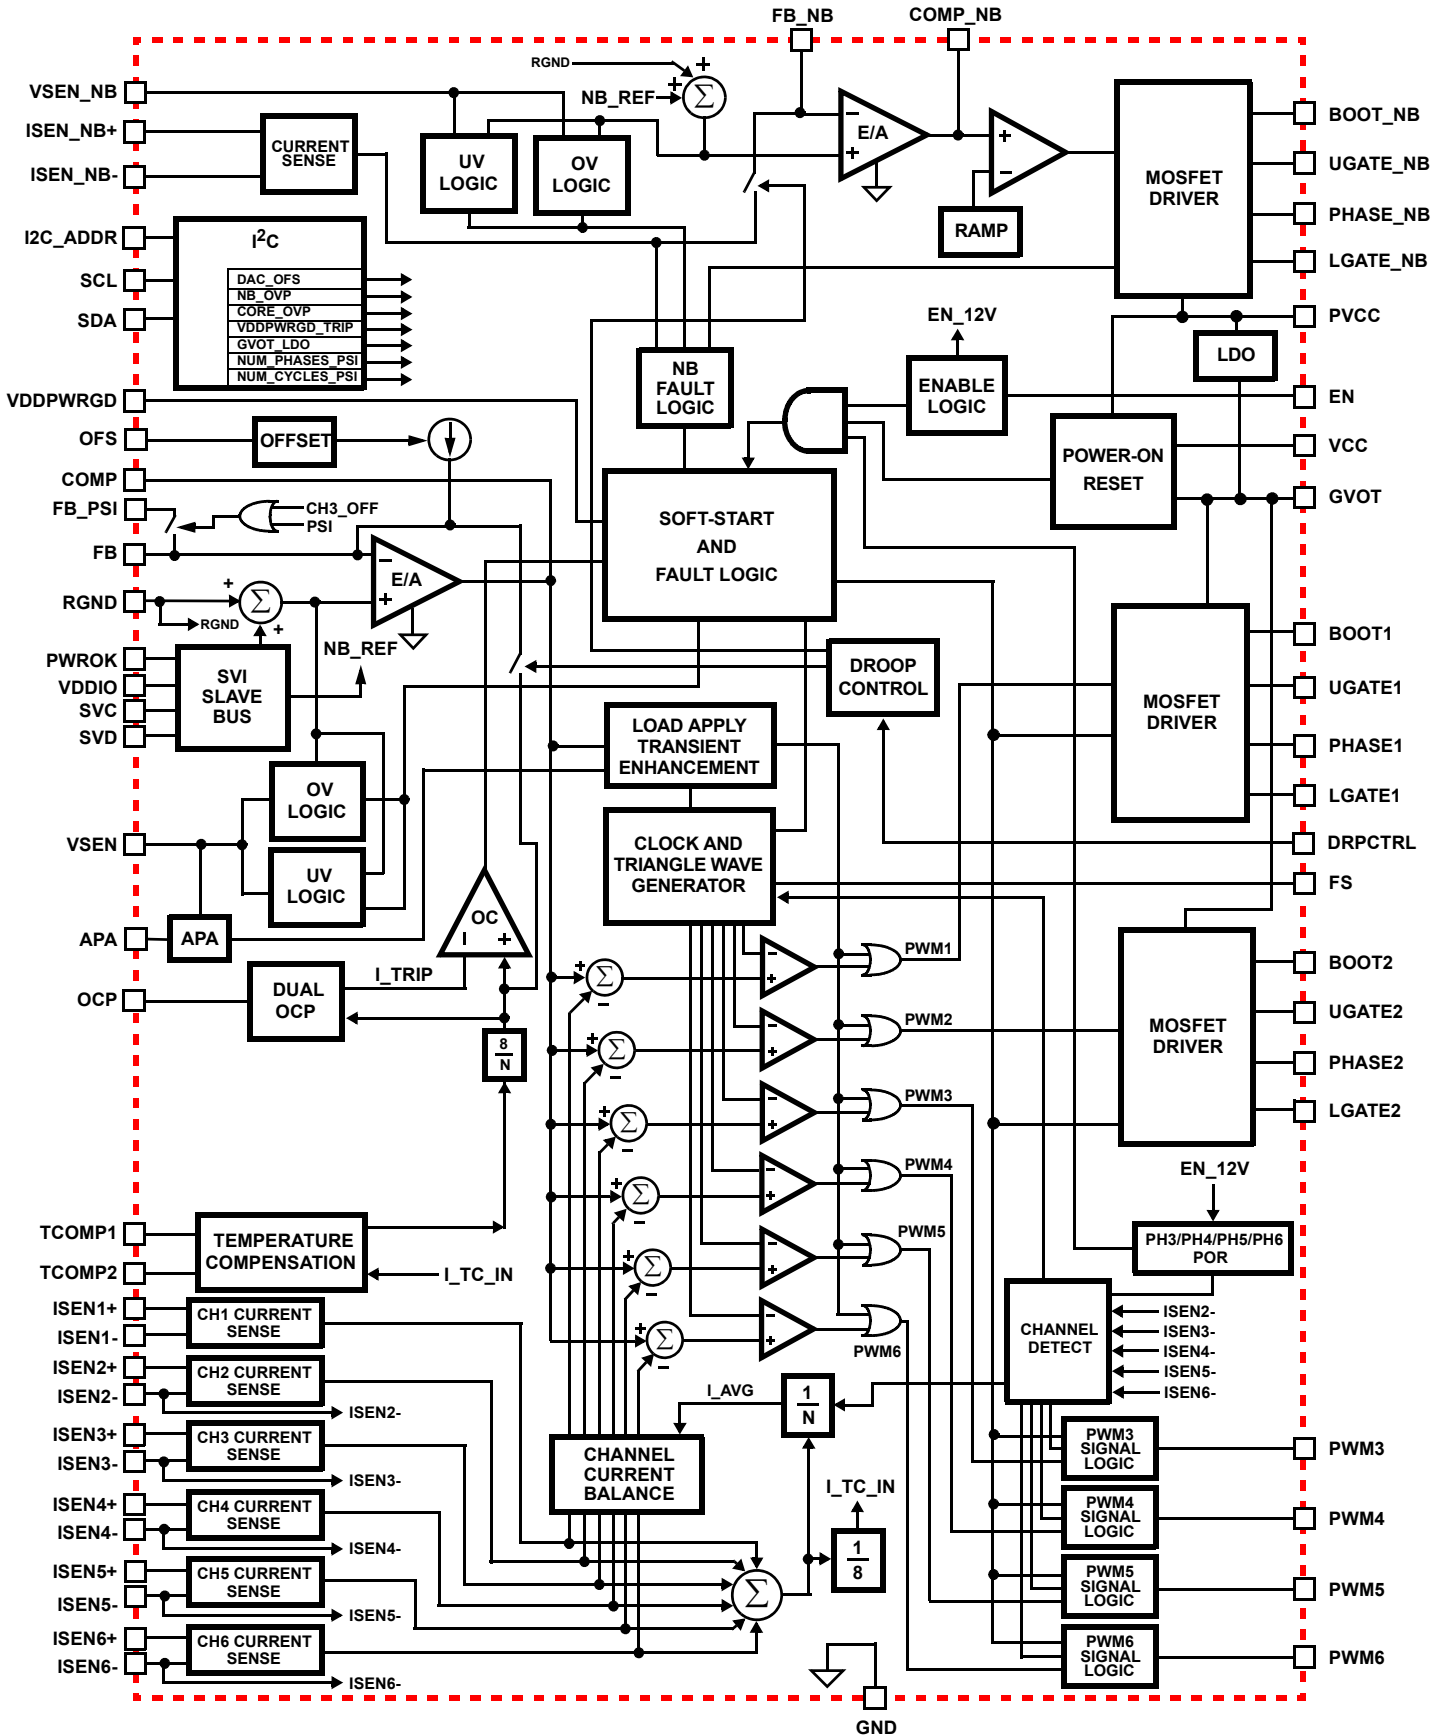 FB_NB
COMP_NB
VSEN_NB
ISEN_NB+
ISEN_NB-
I2C_ADDR
SCL
SDA
VDDPWRGD
OFS
COMP
FB_PSI
FB
RGND
PWROK
VDDIO
SVC
SVD
VSEN
APA
OCP
TCOMP1
TCOMP2
ISEN1+
ISEN1-
ISEN2+
ISEN2-
ISEN3+
ISEN3-
ISEN4+
ISEN4-
ISEN5+
ISEN5-
ISEN6+
ISEN6-
RGND
+
+
NB_REF
Σ
CURRENT
SENSE
UV
LOGIC
OV
LOGIC
−
E/A
+
+
−
RAMP
MOSFET
DRIVER
I2C
DAC_OFS
NB_OVP
CORE_OVP
VDDPWRGD_TRIP
GVOT_LDO
NUM_PHASES_PSI
NUM_CYCLES_PSI
NB
FAULT
LOGIC
EN_12V
ENABLE
LOGIC
LDO
POWER-ON
RESET
OFFSET
CH3_OFF
PSI
SOFT-START
AND
FAULT LOGIC
−
E/A
+
+
Σ
+
RGND
NB_REF
SVI
SLAVE
BUS
DROOP
CONTROL
MOSFET
DRIVER
LOAD APPLY
TRANSIENT
ENHANCEMENT
OV
LOGIC
UV
LOGIC
CLOCK AND
TRIANGLE WAVE
GENERATOR
OC
−
+
APA
I_TRIP
DUAL
OCP
8
N
+
Σ
−
−
+
PWM1
+
Σ
−
−
+
PWM2
MOSFET
DRIVER
+
Σ
−
−
+
PWM3
+
Σ
−
−
+
PWM4
+
Σ
−
−
+
PWM5
+
Σ
−
−
+
PWM6
EN_12V
PH3/PH4/PH5/PH6
POR
TEMPERATURE
COMPENSATION
I_TC_IN
CHANNEL
DETECT
ISEN2-
ISEN3-
ISEN4-
ISEN5-
ISEN6-
CH1 CURRENT
SENSE
CH2 CURRENT
SENSE
ISEN2-
CH3 CURRENT
SENSE
ISEN3-
CH4 CURRENT
SENSE
ISEN4-
CH5 CURRENT
SENSE
ISEN5-
CH6 CURRENT
SENSE
ISEN6-
I_AVG
1
N
CHANNEL
CURRENT
BALANCE
I_TC_IN
1
8
Σ
PWM3
SIGNAL
LOGIC
PWM4
SIGNAL
LOGIC
PWM5
SIGNAL
LOGIC
PWM6
SIGNAL
LOGIC
BOOT_NB
UGATE_NB
PHASE_NB
LGATE_NB
PVCC
EN
VCC
GVOT
BOOT1
UGATE1
PHASE1
LGATE1
DRPCTRL
FS
BOOT2
UGATE2
PHASE2
LGATE2
PWM3
PWM4
PWM5
PWM6
GND